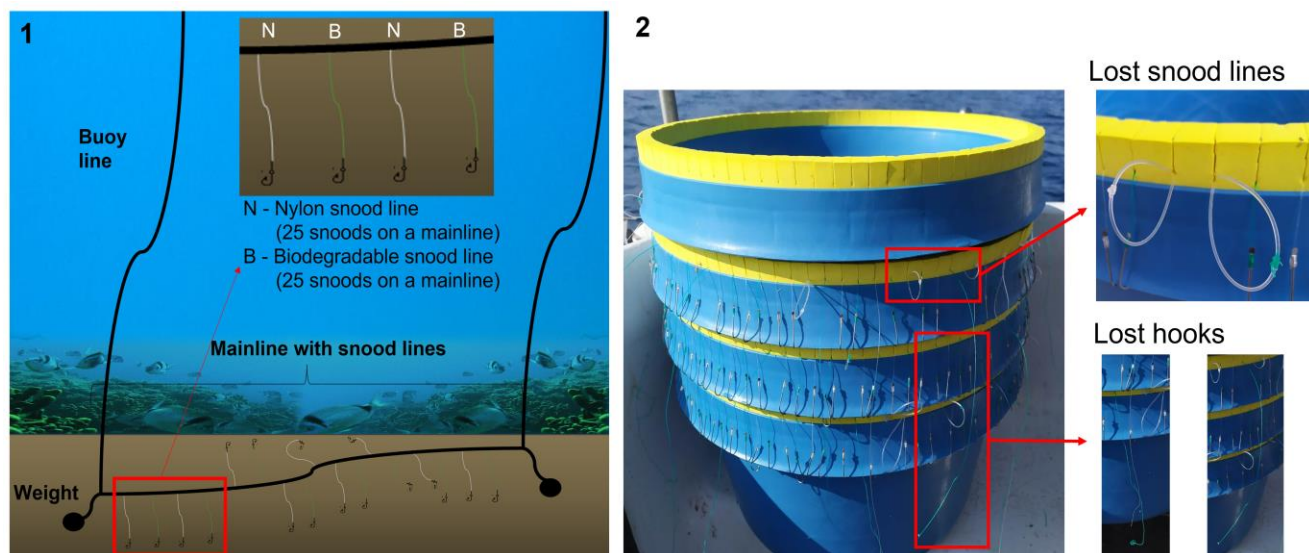 1
N B N B
Buoy
line
N - Nylon snood line
(25 snoods on a mainline)
B - Biodegradable snood line
(25 snoods on a mainline)
Mainline with snood lines
Weight
2
Lost snood lines
Lost hooks